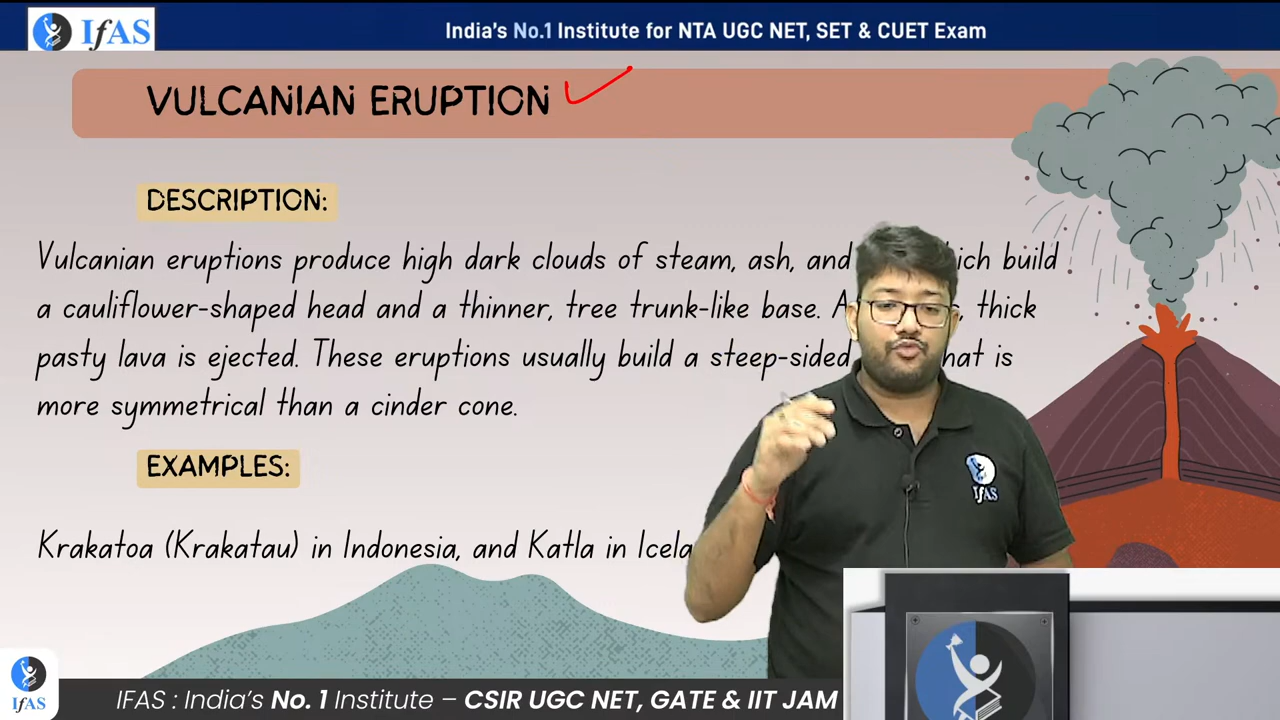 IfAS
India's No.1 Institute for NTA UGC NET, SET & CUET Exam
VULCANIAN ERUPTION
DESCRIPTION:
Vulcanian eruptions produce high dark clouds of steam, ash, and build
a cauliflower-shaped head and a thinner, tree trunk-like base. thick
pasty lava is ejected. These eruptions usually build a steep-sided is
more symmetrical than a cinder cone.
EXAMPLES:
Krakatoa (Krakatau) in Indonesia, and Katla in
IfAS
IfAS
IFAS : India's No. 1 Institute – CSIR UGC NET, GATE & IIT JAM